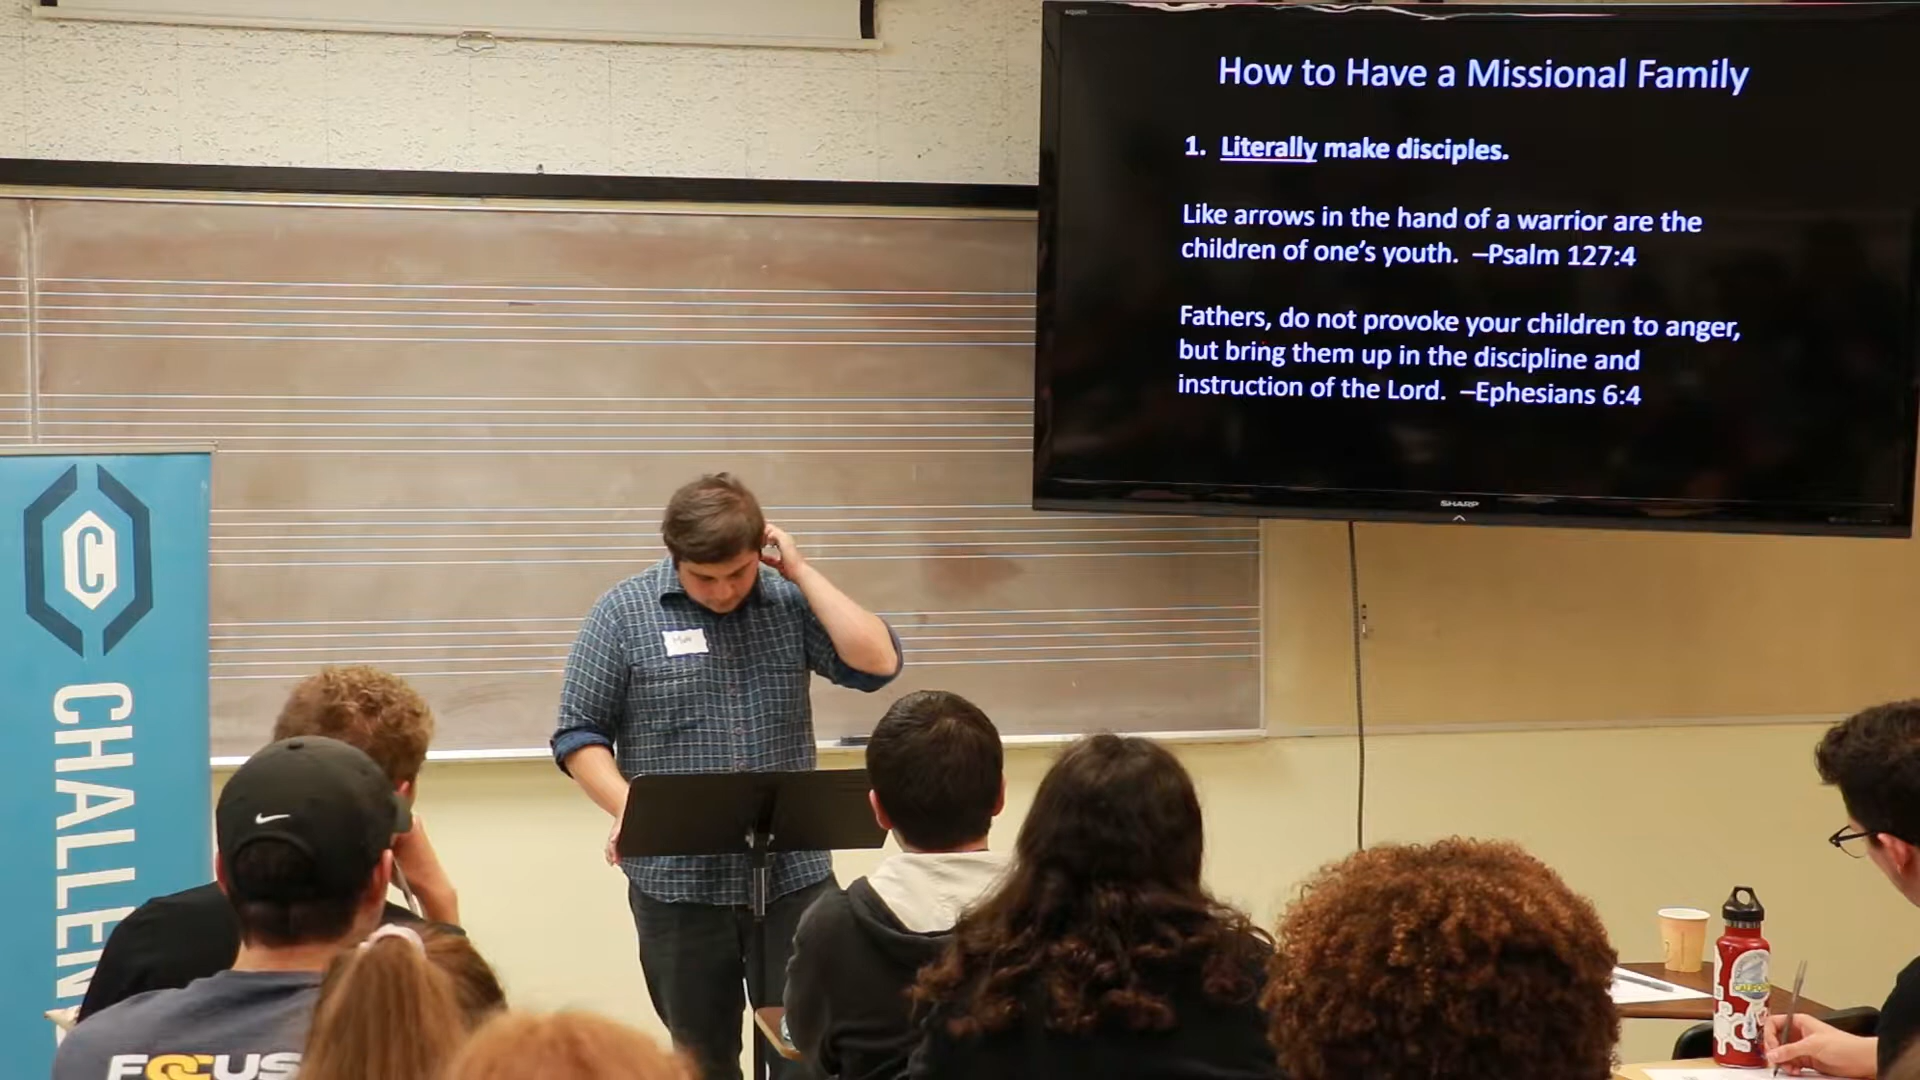 How to Have a Missional Family
1. Literally make disciples.
Like arrows in the hand of a warrior are the
children of one's youth. –Psalm 127:4
Fathers, do not provoke your children to anger,
but bring them up in the discipline and
instruction of the Lord. –Ephesians 6:4
SHARP
C
CHALLEN
FOCUS